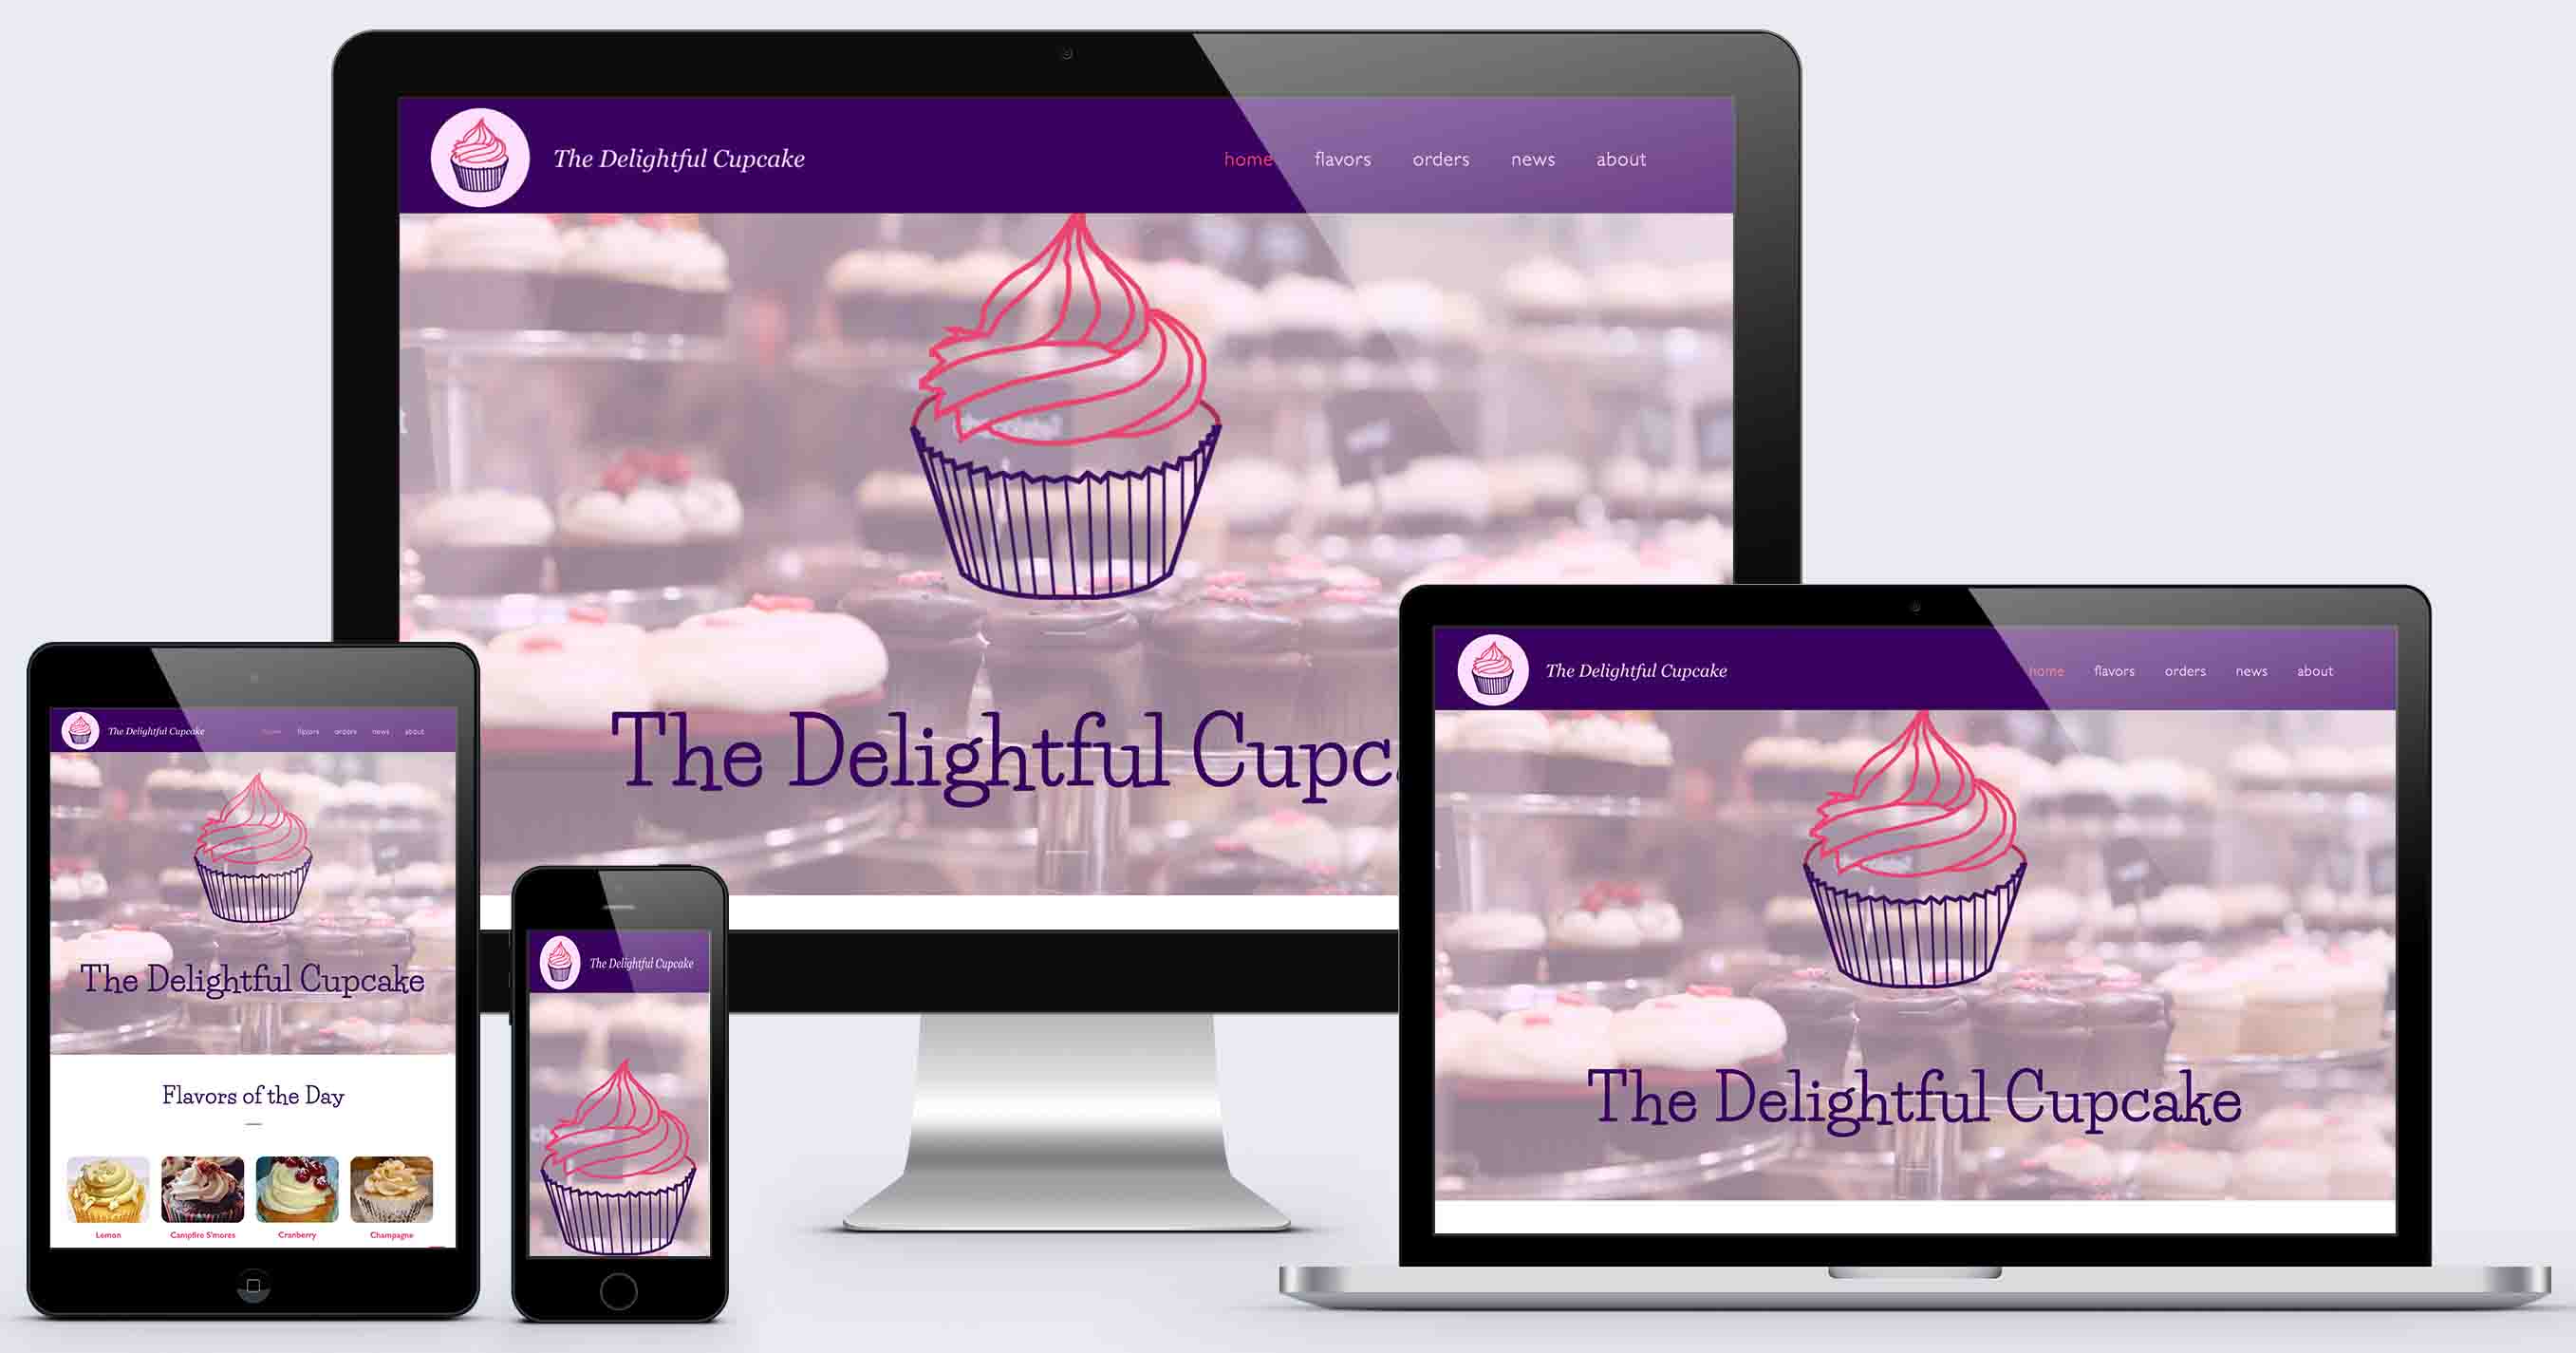 The Delightful Cupcake
home flavors orders news about
The Delightful Cupc
The Delightful Cupcake
home flavors orders news about
The Delightful Cupcake
The Delightful Cupcake
home flavors orders news about
The Delightful Cupcake
Flavors of the Day
Lemon Campfire S'mores Cranberry Champagne
The Delightful Cupcake